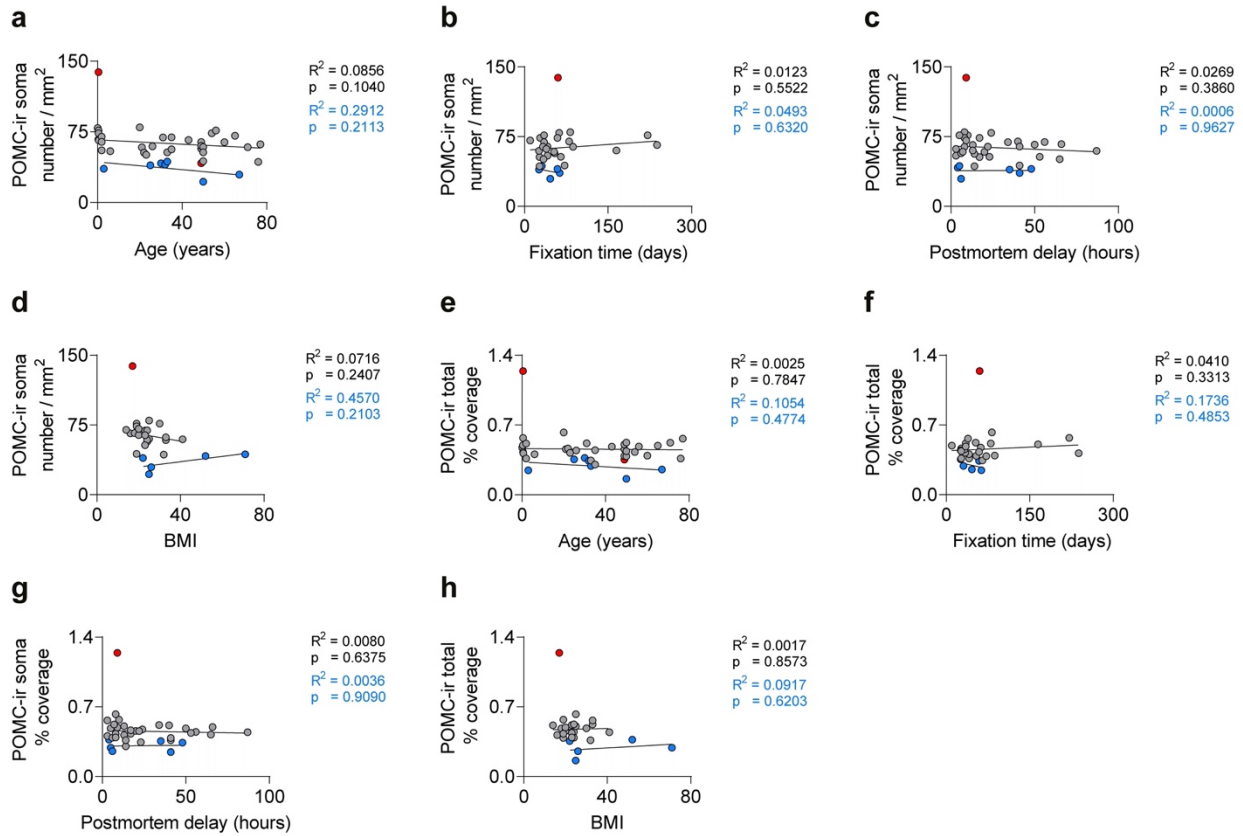 a
POMC-ir soma
number / mm²
150
75
0
0
40
80
Age (years)
R² = 0.0856
p = 0.1040
R² = 0.2912
p = 0.2113
b
POMC-ir soma
number / mm²
150
75
0
0
150
300
Fixation time (days)
R² = 0.0123
p = 0.5522
R² = 0.0493
p = 0.6320
c
POMC-ir soma
number / mm²
150
75
0
0
50
100
Postmortem delay (hours)
R² = 0.0269
p = 0.3860
R² = 0.0006
p = 0.9627
d
POMC-ir soma
number / mm²
150
75
0
0
40
80
BMI
R² = 0.0716
p = 0.2407
R² = 0.4570
p = 0.2103
e
POMC-ir total
% coverage
1.4
0.7
0.0
0
40
80
Age (years)
R² = 0.0025
p = 0.7847
R² = 0.1054
p = 0.4774
f
POMC-ir total
% coverage
1.4
0.7
0.0
0
150
300
Fixation time (days)
R² = 0.0410
p = 0.3313
R² = 0.1736
p = 0.4853
g
POMC-ir soma
% coverage
1.4
0.7
0.0
0
50
100
Postmortem delay (hours)
R² = 0.0080
p = 0.6375
R² = 0.0036
p = 0.9090
h
POMC-ir total
% coverage
1.4
0.7
0.0
0
40
80
BMI
R² = 0.0017
p = 0.8573
R² = 0.0917
p = 0.6203